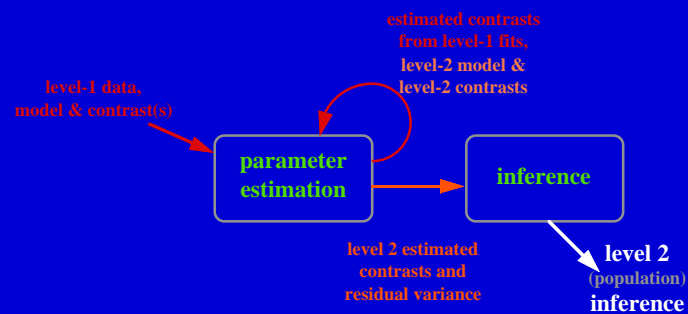 estimated contrasts
from level-1 fits,
level-2 model &
level-2 contrasts
level-1 data,
model & contrast(s)
parameter
estimation
inference
level 2 estimated
contrasts and
residual variance
level 2
(population)
inference